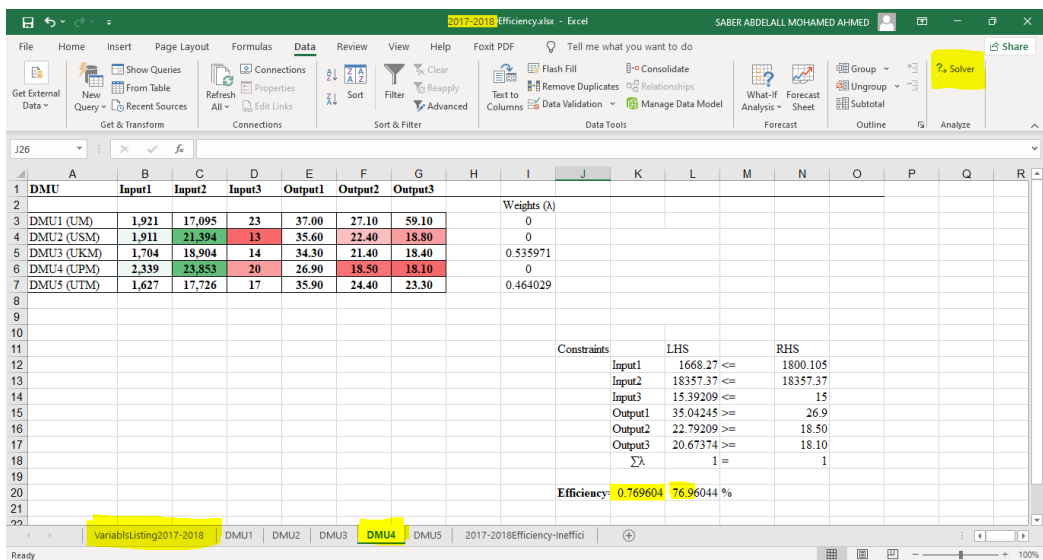 2017-2018 Efficiency.xlsx - Excel SABER ABDELALL MOHAMED AHMED
File Home Insert Page Layout Formulas Data Review View Help Foxit PDF Tell me what you want to do Share
Get External Data
New Query
Show Queries
From Table
Recent Sources
Get & Transform
Refresh All
Connections
Properties
Edit Links
Connections
Sort
Filter
Clear
Reapply
Advanced
Sort & Filter
Text to Columns
Flash Fill
Remove Duplicates
Data Validation
Consolidate
Relationships
Manage Data Model
Data Tools
What-If Analysis
Forecast Sheet
Forecast
Group
Ungroup
Subtotal
Outline
Solver
Analyze
J26 fx
A B C D E F G H I J K L M N O P Q R
1 DMU Input1 Input2 Input3 Output1 Output2 Output3
2 Weights (λ)
3 DMU1 (UM) 1,921 17,095 23 37.00 27.10 59.10 0
4 DMU2 (USM) 1,911 21,394 13 35.60 22.40 18.80 0
5 DMU3 (UKM) 1,704 18,904 14 34.30 21.40 18.40 0.535971
6 DMU4 (UPM) 2,339 23,853 20 26.90 18.50 18.10 0
7 DMU5 (UTM) 1,627 17,726 17 35.90 24.40 23.30 0.464029
8
9
10
11 Constraints LHS RHS
12 Input1 1668.27 <= 1800.105
13 Input2 18357.37 <= 18357.37
14 Input3 15.39209 <= 15
15 Output1 35.04245 >= 26.9
16 Output2 22.79209 >= 18.50
17 Output3 20.67374 >= 18.10
18 ∑λ 1 = 1
19
20 Efficiency= 0.769604 76.96044 %
21
22
VariablsListing2017-2018 DMU1 DMU2 DMU3 DMU4 DMU5 2017-2018Efficiency-Ineffici
Ready 100%